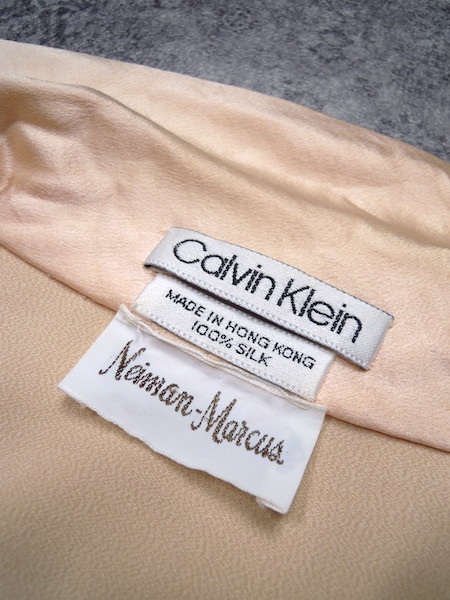 Calvin Klein
MADE IN HONG KONG
100% SILK
Neiman-Marcus